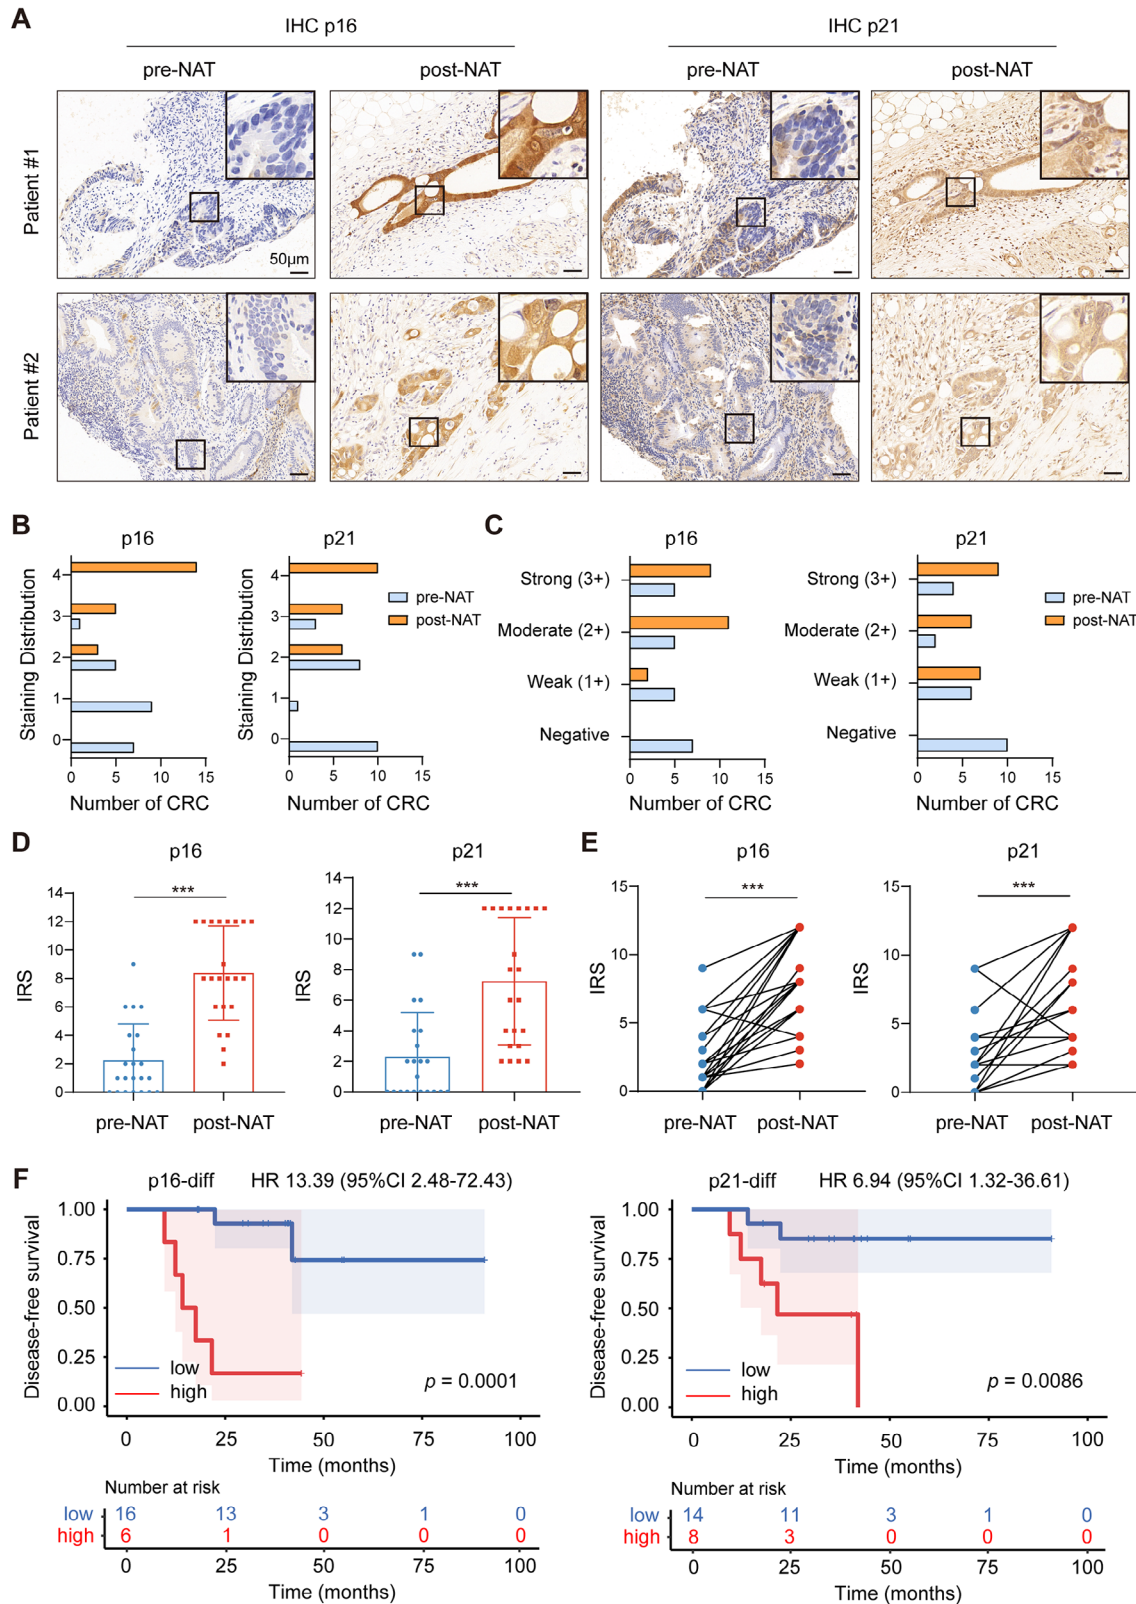 A
IHC p16
IHC p21
pre-NAT
post-NAT
pre-NAT
post-NAT
Patient #1
50µm
Patient #2
B
p16
p21
Staining Distribution
4
3
2
1
0
0 5 10 15
Number of CRC
Staining Distribution
4
3
2
1
0
0 5 10 15
Number of CRC
pre-NAT
post-NAT
C
p16
p21
Strong (3+)
Moderate (2+)
Weak (1+)
Negative
0 5 10 15
Number of CRC
Strong (3+)
Moderate (2+)
Weak (1+)
Negative
0 5 10 15
Number of CRC
pre-NAT
post-NAT
D
p16
***
IRS
14
12
10
8
6
4
2
0
pre-NAT post-NAT
p21
***
IRS
14
12
10
8
6
4
2
0
pre-NAT post-NAT
E
p16
***
IRS
15
10
5
0
pre-NAT post-NAT
p21
***
IRS
15
10
5
0
pre-NAT post-NAT
F
p16-diff HR 13.39 (95%CI 2.48-72.43)
Disease-free survival
1.00
0.75
0.50
0.25
0.00
low
high
p = 0.0001
0 25 50 75 100
Time (months)
Number at risk
low 16 13 3 1 0
high 6 1 0 0 0
0 25 50 75 100
Time (months)
p21-diff HR 6.94 (95%CI 1.32-36.61)
Disease-free survival
1.00
0.75
0.50
0.25
0.00
low
high
p = 0.0086
0 25 50 75 100
Time (months)
Number at risk
low 14 11 3 1 0
high 8 3 0 0 0
0 25 50 75 100
Time (months)